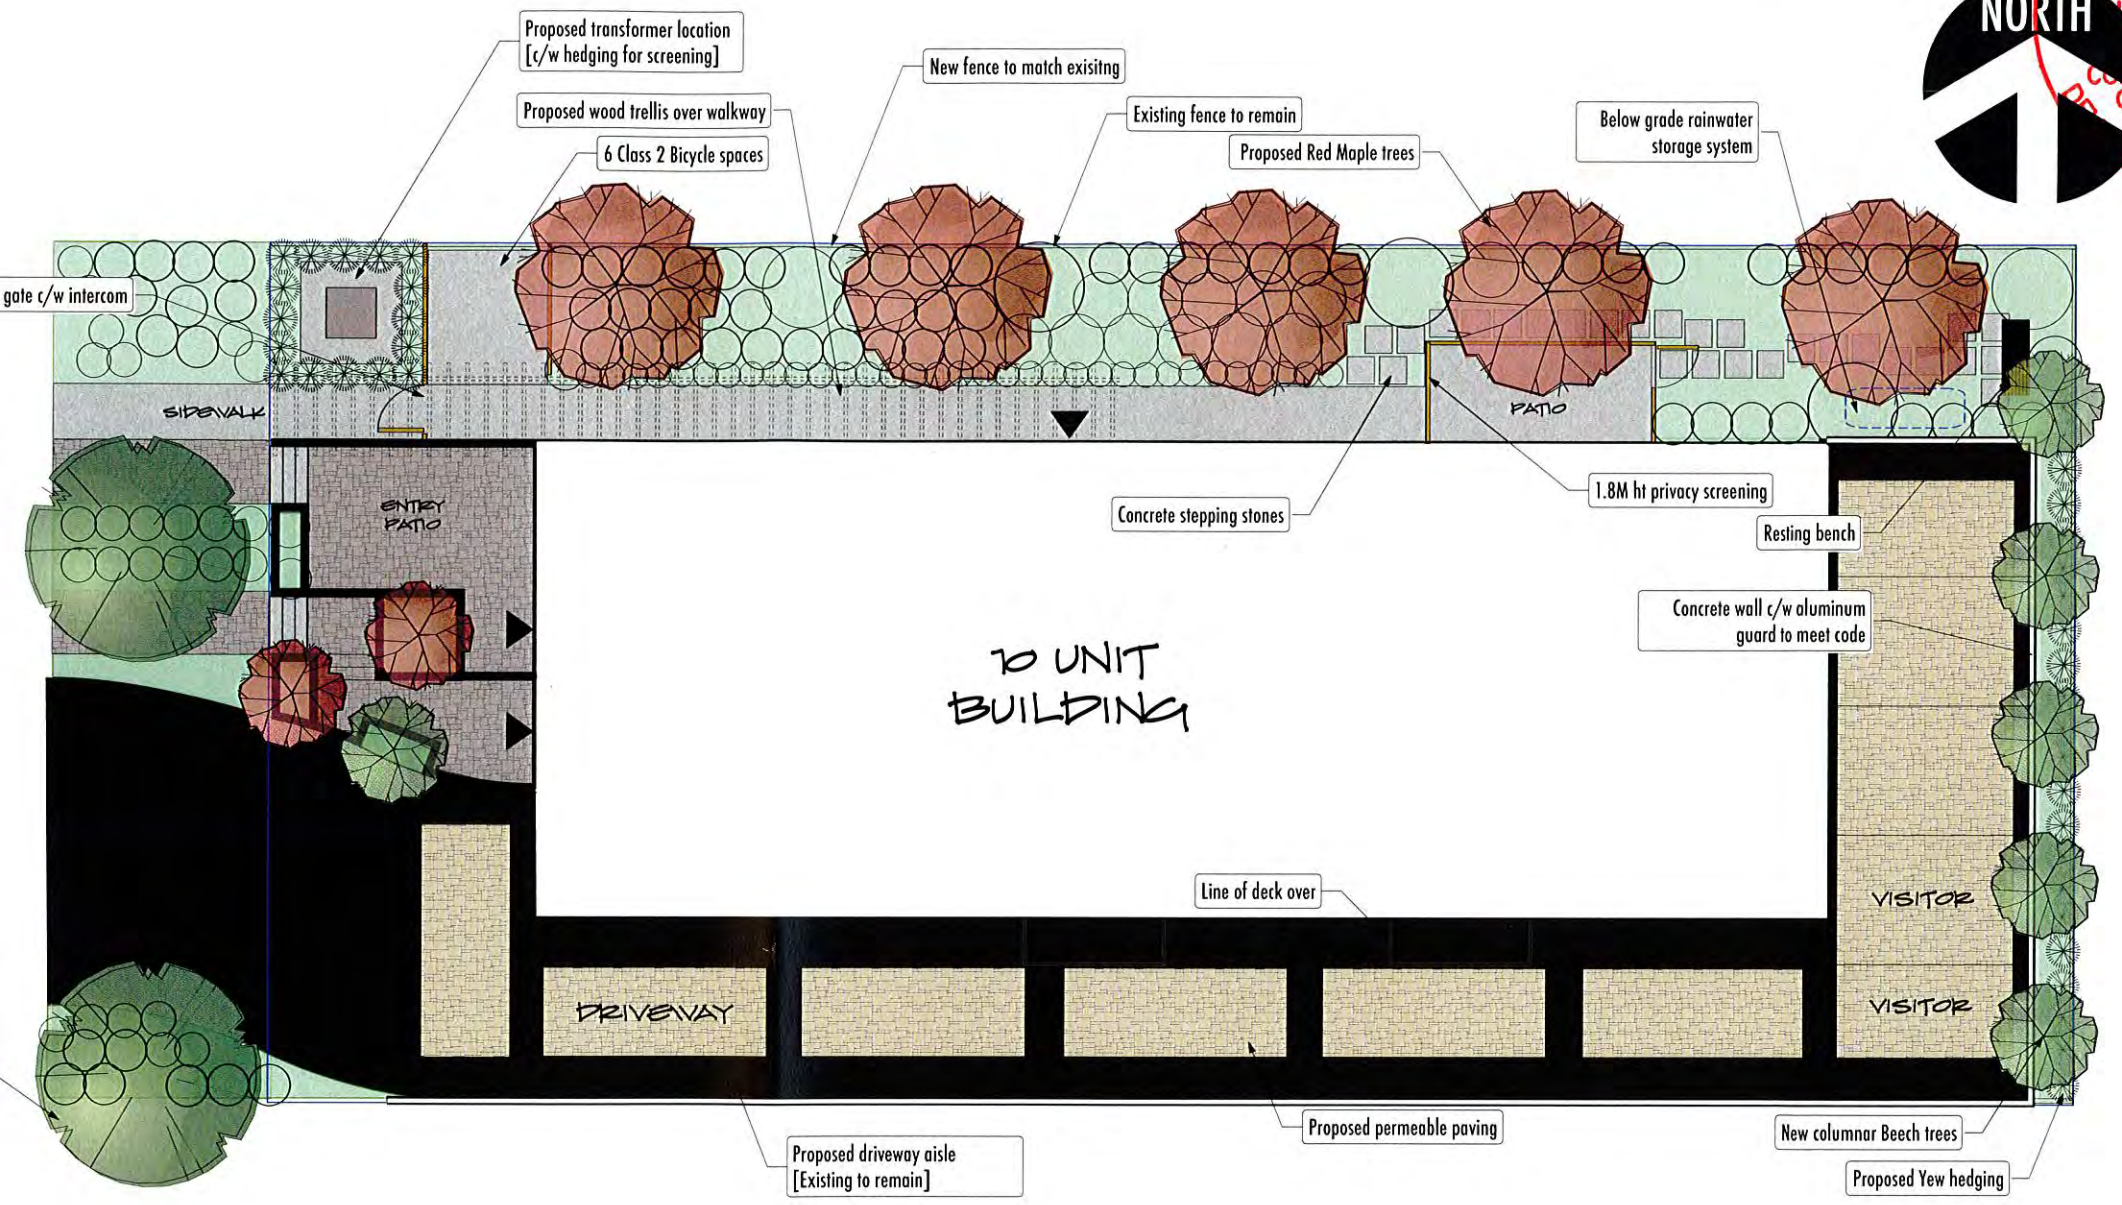 NORTH
Proposed transformer location
[c/w hedging for screening]
New fence to match exisitng
Proposed wood trellis over walkway
Existing fence to remain
Below grade rainwater
storage system
6 Class 2 Bicycle spaces
Proposed Red Maple trees
gate c/w intercom
SIDEWALK
PATIO
ENTRY
PATIO
1.8M ht privacy screening
Concrete stepping stones
Resting bench
Concrete wall c/w aluminum
guard to meet code
10 UNIT
BUILDING
Line of deck over
VISITOR
DRIVEWAY
VISITOR
Proposed permeable paving
New columnar Beech trees
Proposed driveway aisle
[Existing to remain]
Proposed Yew hedging